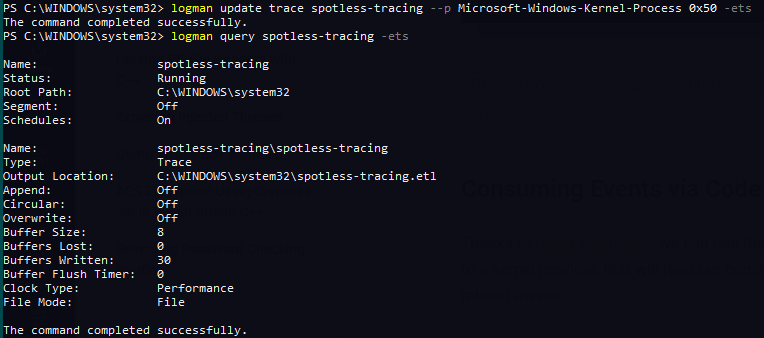 PS C:\WINDOWS\system32> logman update trace spotless-tracing --p Microsoft-Windows-Kernel-Process 0x50 -ets
The command completed successfully.
PS C:\WINDOWS\system32> logman query spotless-tracing -ets
Name: spotless-tracing
Status: Running
Root Path: C:\WINDOWS\system32
Segment: Off
Schedules: On
Name: spotless-tracing\spotless-tracing
Type: Trace
Output Location: C:\WINDOWS\system32\spotless-tracing.etl
Append: Off
Circular: Off
Overwrite: Off
Buffer Size: 8
Buffers Lost: 0
Buffers Written: 30
Buffer Flush Timer: 0
Clock Type: Performance
File Mode: File
The command completed successfully.
Consuming Events via Code